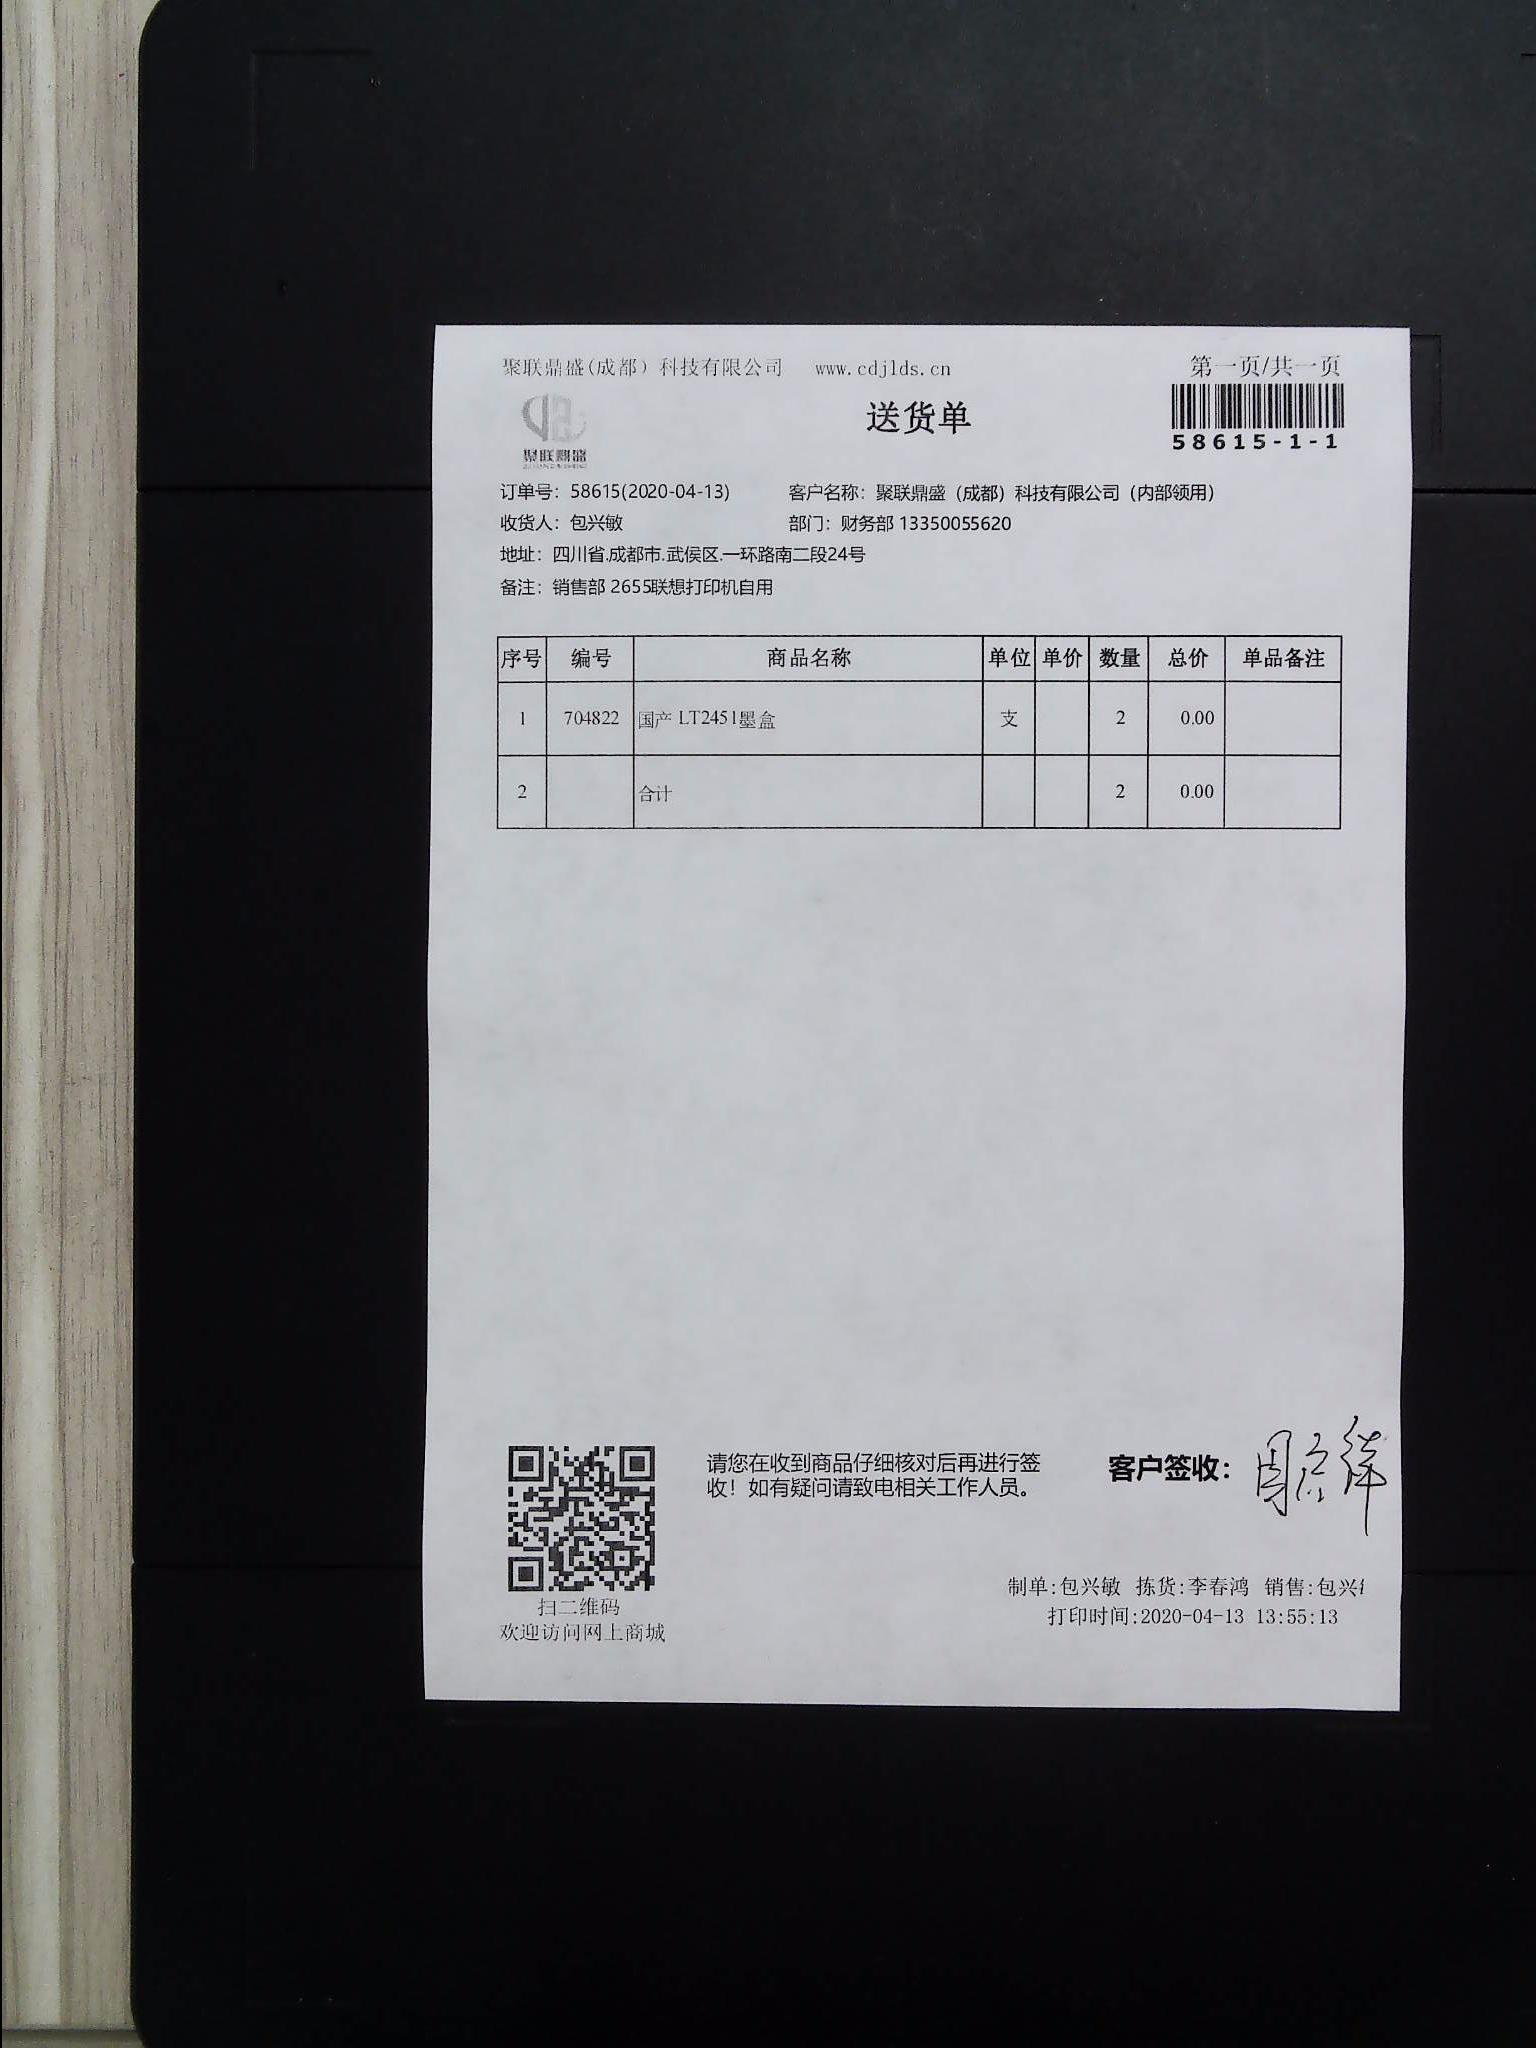 聚联鼎盛(成都）科技有限公司 www.cdjlds.cn 第一页/共一页
送货单
58615-1-1
聚联鼎盛
订单号：58615(2020-04-13) 客户名称：聚联鼎盛（成都）科技有限公司（内部领用）
收货人：包兴敏 部门：财务部 13350055620
地址：四川省.成都市.武侯区.一环路南二段24号
备注：销售部 2655联想打印机自用
序号 编号 商品名称 单位 单价 数量 总价 单品备注
1 704822 国产 LT2451墨盒 支 2 0.00
2 合计 2 0.00
请您在收到商品仔细核对后再进行签
收！如有疑问请致电相关工作人员。
客户签收：
扫二维码
欢迎访问网上商城
制单:包兴敏 拣货:李春鸿 销售:包兴
打印时间:2020-04-13 13:55:13